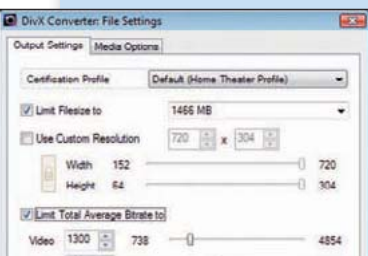 DivX Converter: File Settings
Output Settings Media Options
Certification Profile Default (Home Theater Profile)
Limit Filesize to 1466 MB
Use Custom Resolution 720 x 304
Width 152 720
Height 64 304
Limit Total Average Bitrate to
Video 1300 738 4854